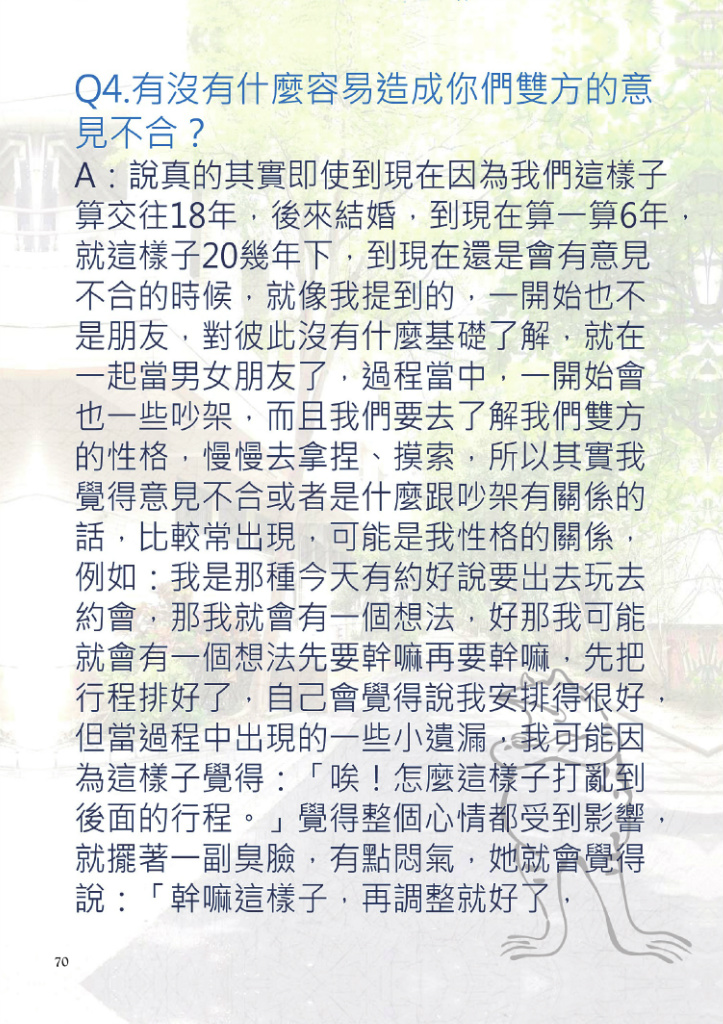 Q4.有沒有什麼容易造成你們雙方的意
見不合？
A：說真的其實即使到現在因為我們這樣子
算交往18年，後來結婚，到現在算一算6年，
就這樣子20幾年下，到現在還是會有意見
不合的時候，就像我提到的，一開始也不
是朋友，對彼此沒有什麼基礎了解，就在
一起當男女朋友了，過程當中，一開始會
也一些吵架，而且我們要去了解我們雙方
的性格，慢慢去拿捏、摸索，所以其實我
覺得意見不合或者是什麼跟吵架有關係的
話，比較常出現，可能是我性格的關係，
例如：我是那種今天有約好說要出去玩去
約會，那我就會有一個想法，好那我可能
就會有一個想法先要幹嘛再要幹嘛，先把
行程排好了，自己會覺得說我安排得很好，
但當過程中出現的一些小遺漏，我可能因
為這樣子覺得：「唉！怎麼這樣子打亂到
後面的行程。」覺得整個心情都受到影響，
就擺著一副臭臉，有點悶氣，她就會覺得
說：「幹嘛這樣子，再調整就好了，
70